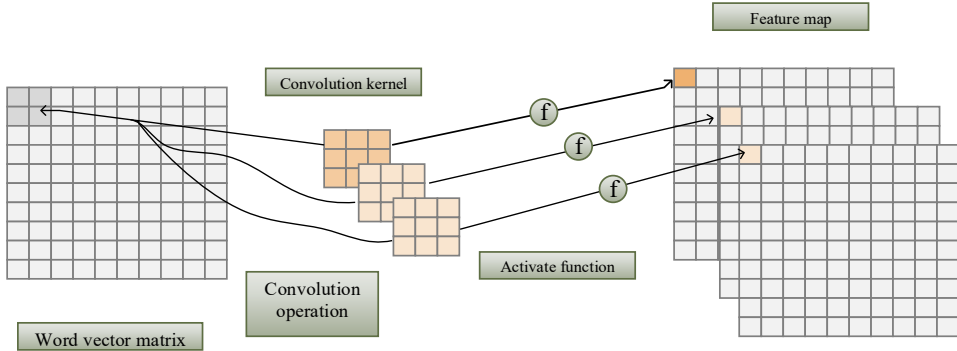 Feature map
Convolution kernel
f
f
f
Activate function
Convolution
operation
Word vector matrix